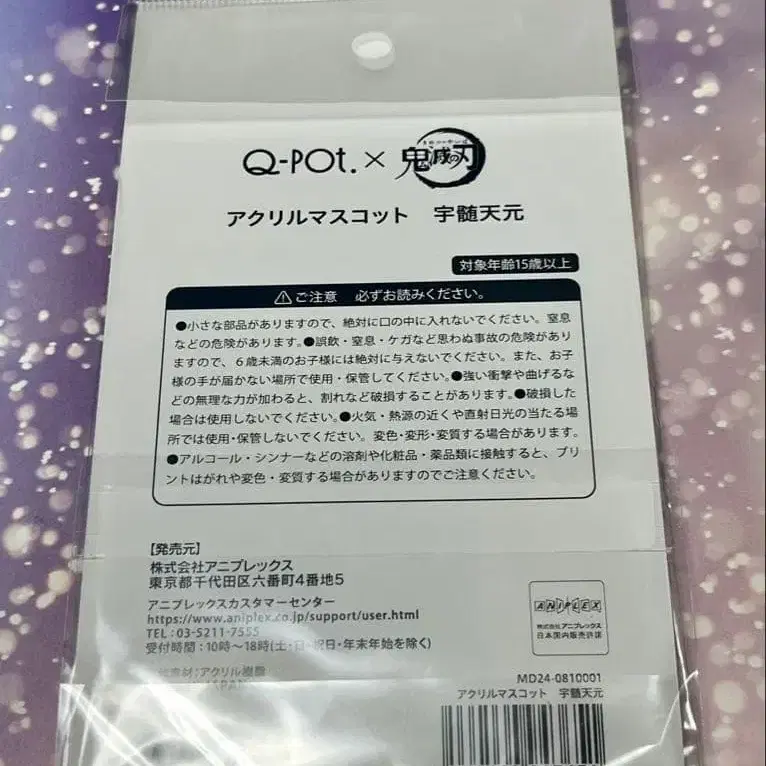 Q-POt. × 鬼滅の刃
アクリルマスコット 宇髄天元
対象年齢15歳以上
⚠ご注意 必ずお読みください。
●小さな部品がありますので、絶対に口の中に入れないでください。窒息
などの危険があります。●誤飲・窒息・ケガなど思わぬ事故の危険があり
ますので、６歳未満のお子様には絶対に与えないでください。また、お子
様の手が届かない場所で使用・保管してください。●強い衝撃や曲げるな
どの無理な力が加わると、割れなど破損することがあります。●破損した
場合は使用しないでください。●火気・熱源の近くや直射日光の当たる場
所では使用・保管しないでください。変色・変形・変質する場合があります。
●アルコール・シンナーなどの溶剤や化粧品・薬品類に接触すると、プリ
ントはがれや変色・変質する場合がありますのでご注意ください。
【発売元】
株式会社アニプレックス
東京都千代田区六番町4番地5
アニプレックスカスタマーセンター
https://www.aniplex.co.jp/support/user.html
TEL：03-5211-7555
受付時間：10時～18時(土・日・祝日・年末年始を除く)
ANIPLEX
株式会社アニプレックス
日本国内販売許諾
素材：アクリル樹脂
JAPAN
MD24-0810001
アクリルマスコット 宇髄天元